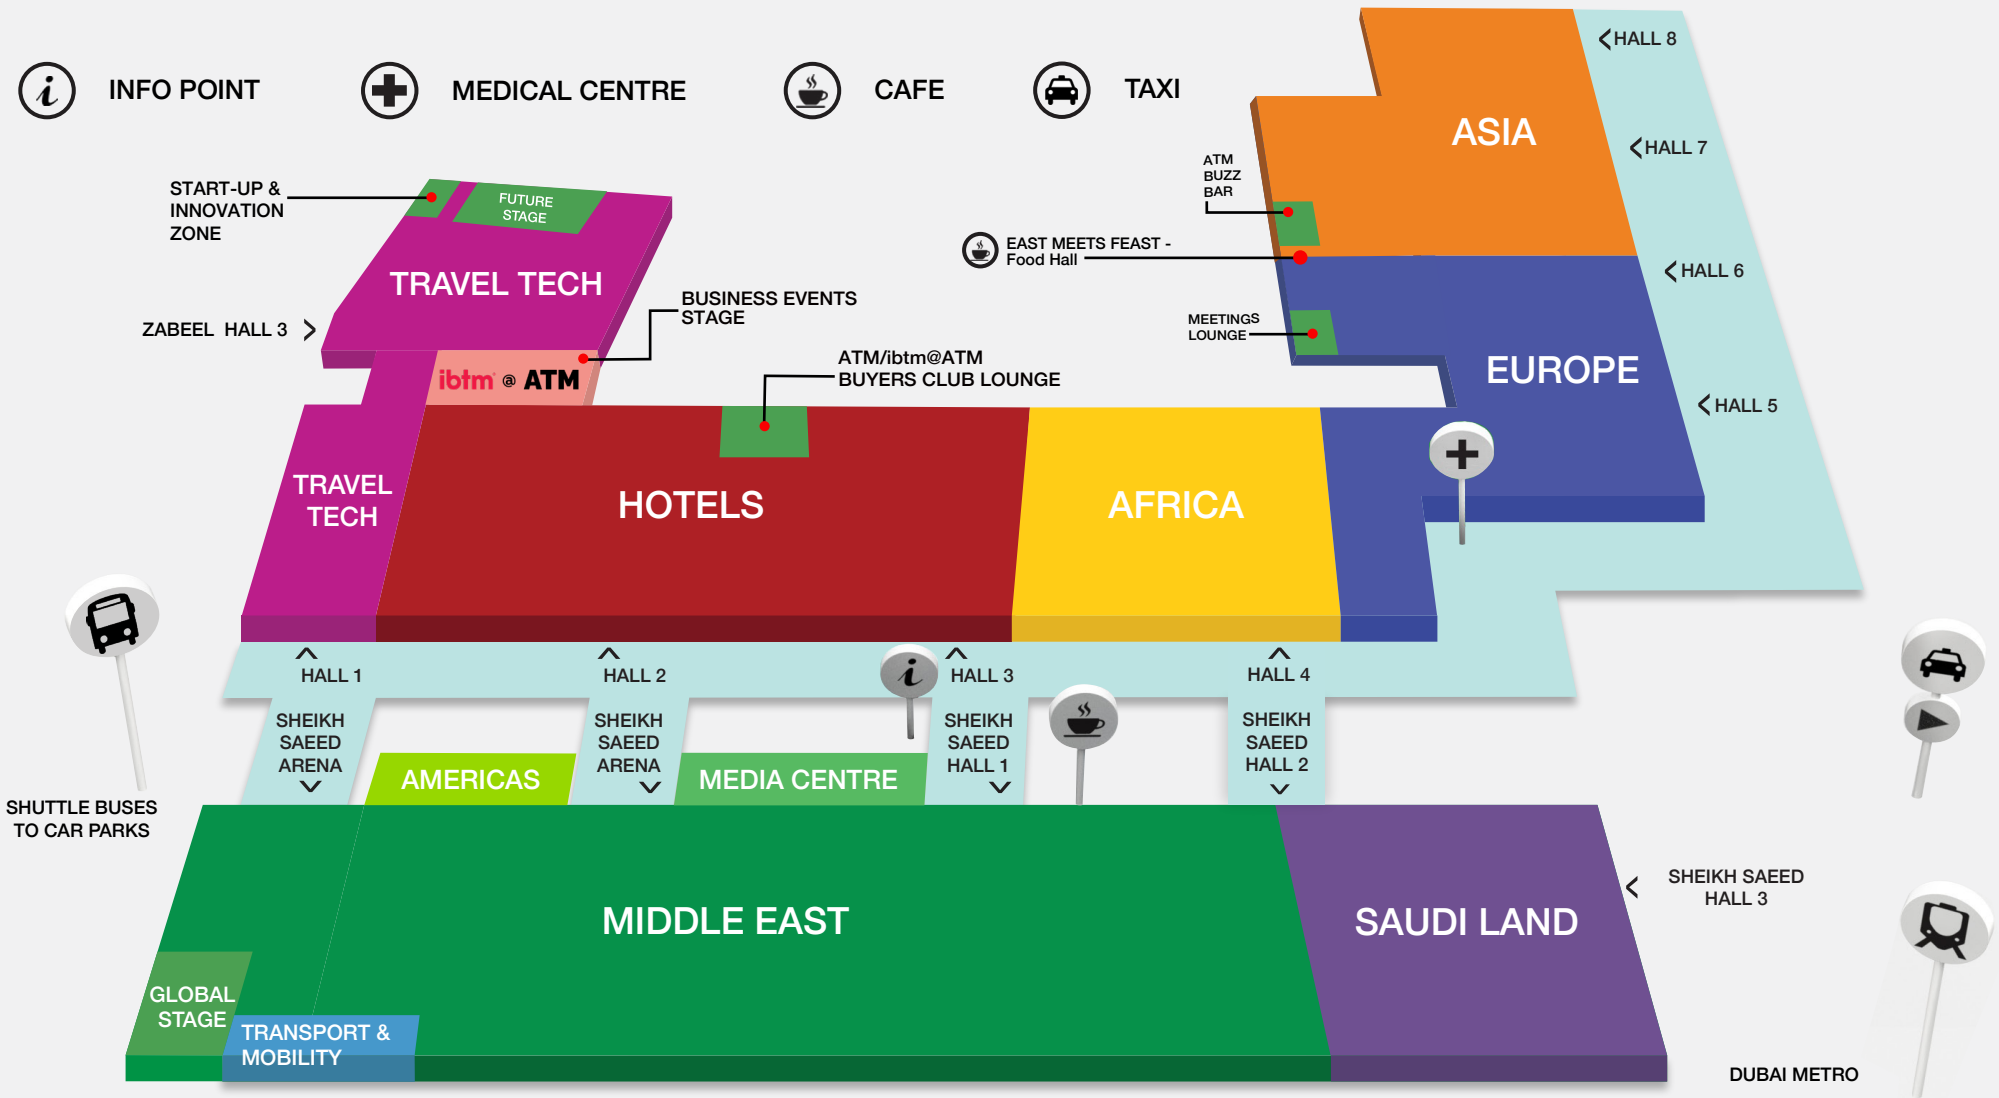 INFO POINT
MEDICAL CENTRE
CAFE
TAXI
HALL 8
ASIA
HALL 7
ATM
BUZZ
BAR
START-UP &
INNOVATION
ZONE
FUTURE
STAGE
EAST MEETS FEAST -
Food Hall
HALL 6
TRAVEL TECH
BUSINESS EVENTS
STAGE
ZABEEL HALL 3
MEETINGS
LOUNGE
ATM/ibtm@ATM
BUYERS CLUB LOUNGE
EUROPE
ibtm @ ATM
HALL 5
TRAVEL
TECH
HOTELS
AFRICA
HALL 1
HALL 2
HALL 3
HALL 4
SHEIKH
SAEED
ARENA
SHEIKH
SAEED
ARENA
SHEIKH
SAEED
HALL 1
SHEIKH
SAEED
HALL 2
AMERICAS
MEDIA CENTRE
SHUTTLE BUSES
TO CAR PARKS
MIDDLE EAST
SAUDI LAND
SHEIKH SAEED
HALL 3
GLOBAL
STAGE
TRANSPORT &
MOBILITY
DUBAI METRO